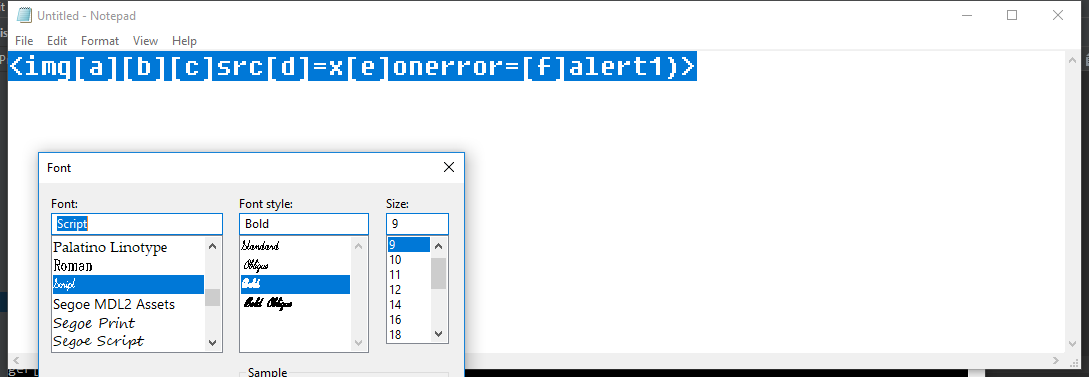 Untitled - Notepad
File Edit Format View Help
<img[a][b][c]src[d]=x[e]onerror=[f]alert1)>
Font
Font: Font style: Size:
Script Bold 9
Palatino Linotype Standard 9
Roman Oblique 10
Script Bold 11
Segoe MDL2 Assets Bold Oblique 12
Segoe Print 14
Segoe Script 16
18
Sample